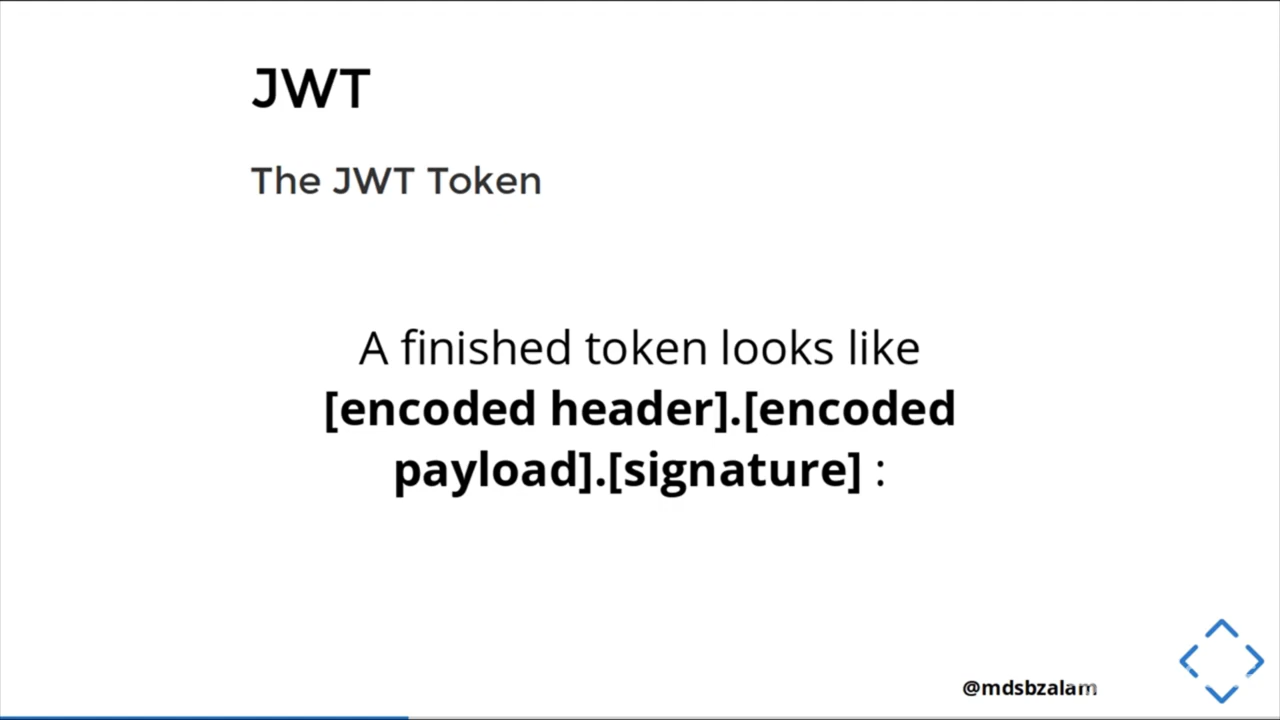 JWT
The JWT Token
A finished token looks like
[encoded header].[encoded
payload].[signature] :
@mdsbzalam